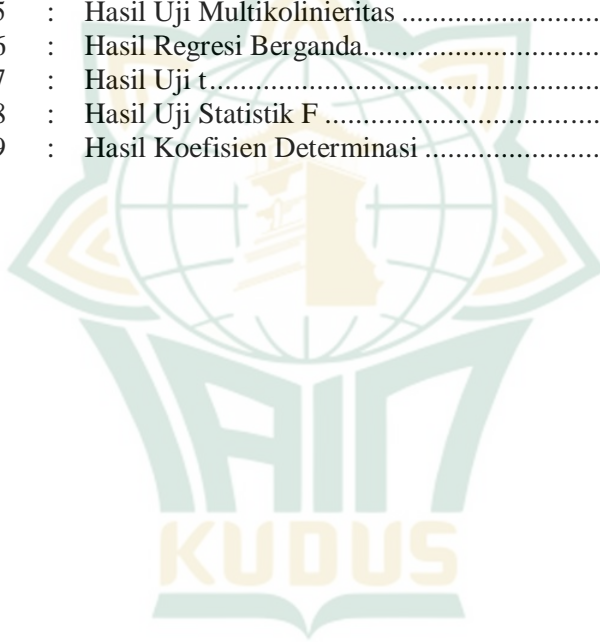 5 : Hasil Uji Multikolinieritas ........................
6 : Hasil Regresi Berganda..............................
7 : Hasil Uji t.................................................
8 : Hasil Uji Statistik F ...................................
9 : Hasil Koefisien Determinasi ......................
IAIN
KUDUS